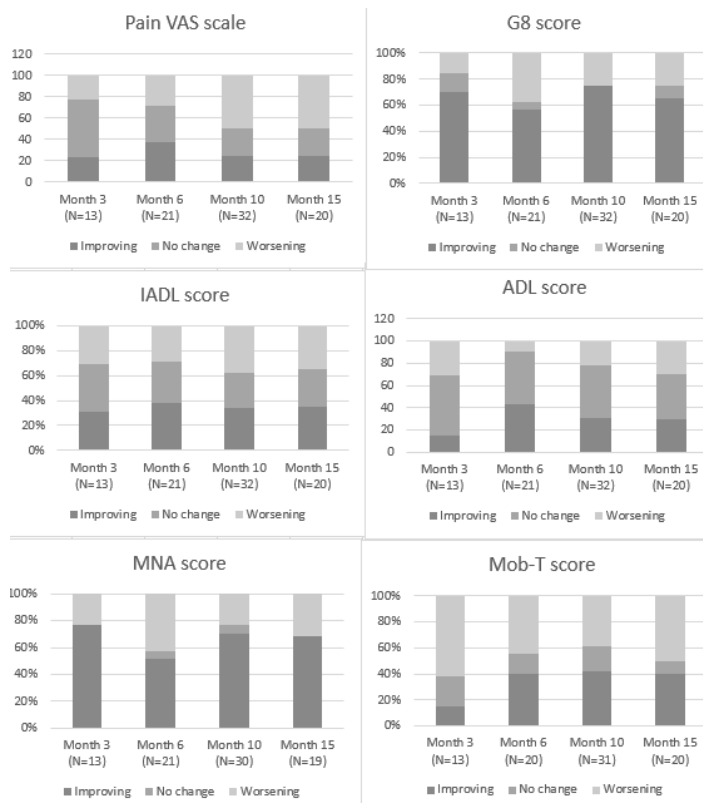 Pain VAS scale
120
100
80
60
40
20
0
Month 3 Month 6 Month 10 Month 15
(N=13) (N=21) (N=32) (N=20)
Improving No change Worsening
G8 score
100%
80%
60%
40%
20%
0%
Month 3 Month 6 Month 10 Month 15
(N=13) (N=21) (N=32) (N=20)
Improving No change Worsening
IADL score
100%
80%
60%
40%
20%
0%
Month 3 Month 6 Month 10 Month 15
(N=13) (N=21) (N=32) (N=20)
Improving No change Worsening
ADL score
120
100
80
60
40
20
0
Month 3 Month 6 Month 10 Month 15
(N=13) (N=21) (N=32) (N=20)
Improving No change Worsening
MNA score
100%
80%
60%
40%
20%
0%
Month 3 Month 6 Month 10 Month 15
(N=13) (N=21) (N=30) (N=19)
Improving No change Worsening
Mob-T score
100%
80%
60%
40%
20%
0%
Month 3 Month 6 Month 10 Month 15
(N=13) (N=20) (N=31) (N=20)
Improving No change Worsening